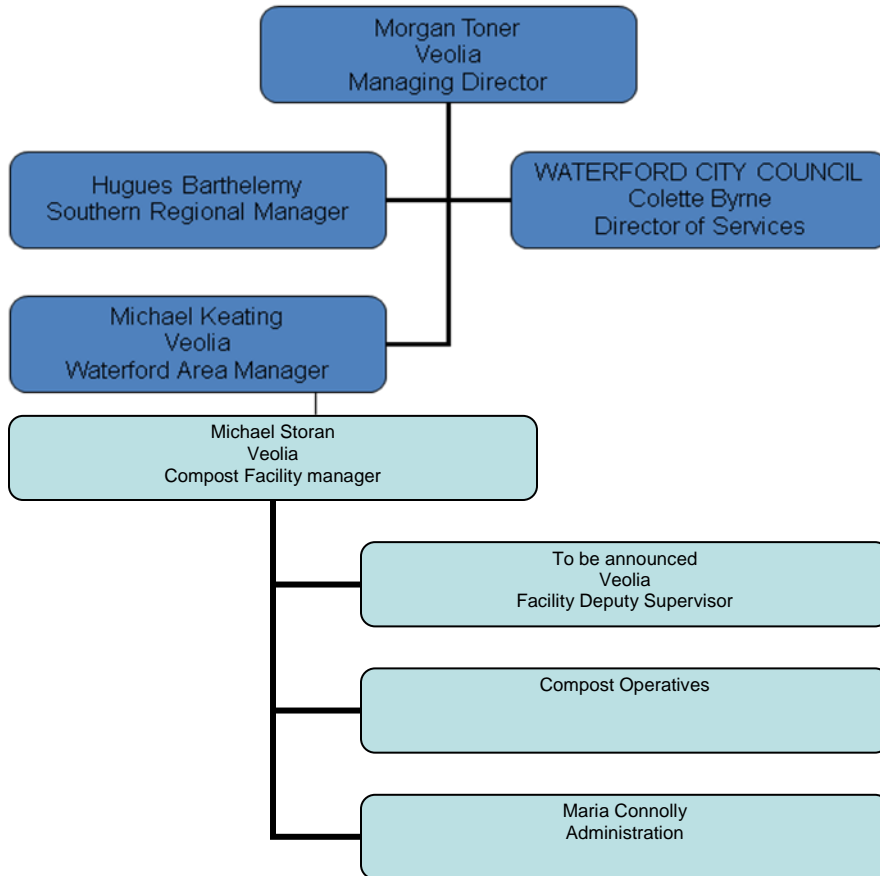 Morgan Toner
Veolia
Managing Director
Hugues Barthelemy
Southern Regional Manager
WATERFORD CITY COUNCIL
Colette Byrne
Director of Services
Michael Keating
Veolia
Waterford Area Manager
Michael Storan
Veolia
Compost Facility manager
To be announced
Veolia
Facility Deputy Supervisor
Compost Operatives
Maria Connolly
Administration